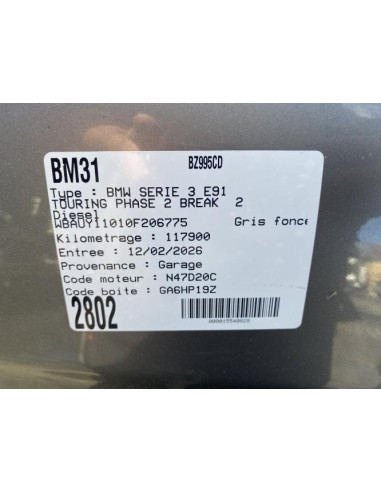 BM31 BZ995CD
Type : BMW SERIE 3 E91
TOURING PHASE 2 BREAK 2
Diesel
WBAUY11010F206775 Gris fonce
Kilometrage : 117900
Entree : 12/02/2026
Provenance : Garage
Code moteur : N47D20C
Code boite : GA6HP19Z
2802